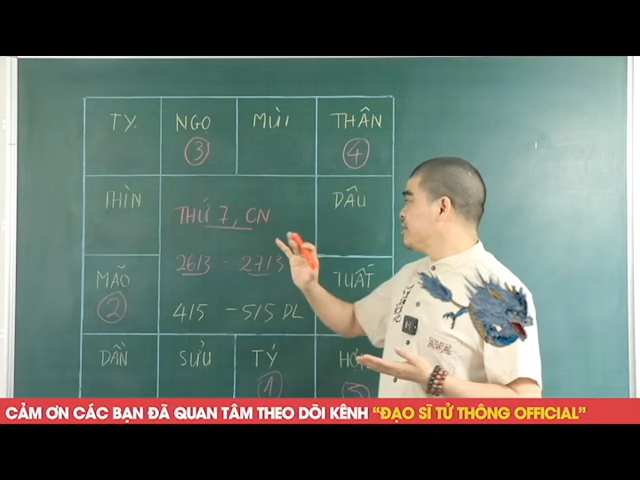 TỴ. NGỌ MÙI THÂN
③ ④
THÌN DẬU
THỨ 7, CN
26/3 - 27/3
MÃO TUẤT
②
4/5 - 5/5 DL
DẦN SỬU TÝ
①
CẢM ƠN CÁC BẠN ĐÃ QUAN TÂM THEO DÕI KÊNH “ĐẠO SĨ TỬ THÔNG OFFICIAL”